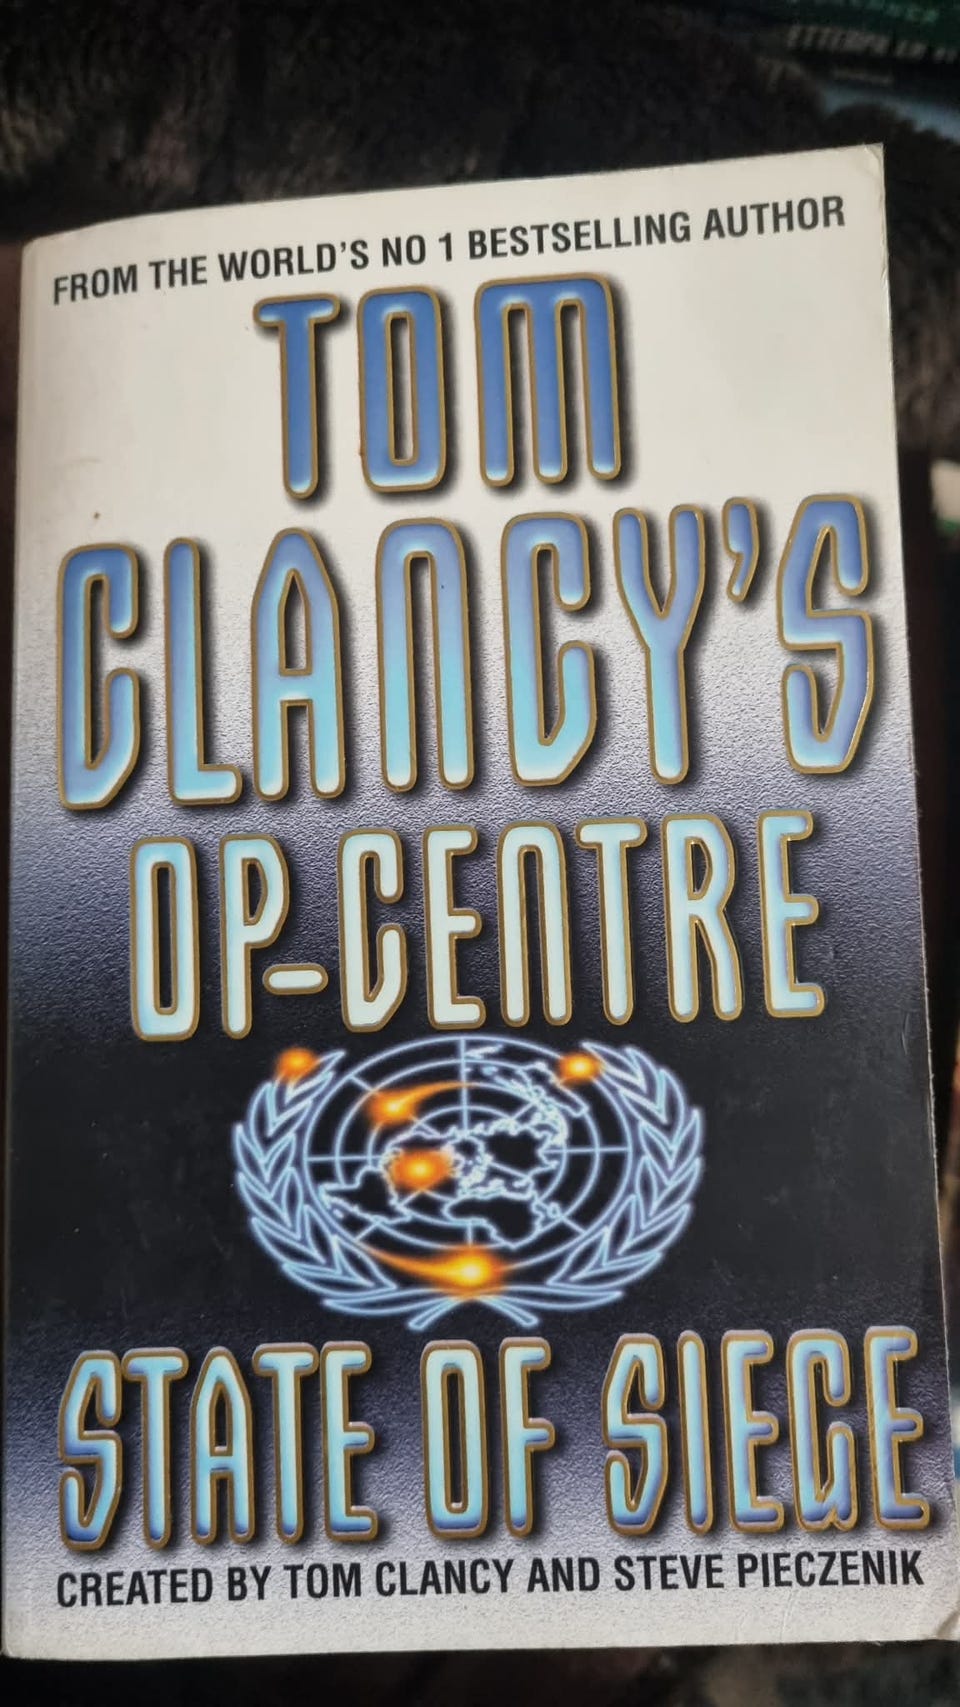 FROM THE WORLD'S NO 1 BESTSELLING AUTHOR
TOM
CLANCY'S
OP-CENTRE
STATE OF SIEGE
CREATED BY TOM CLANCY AND STEVE PIECZENIK